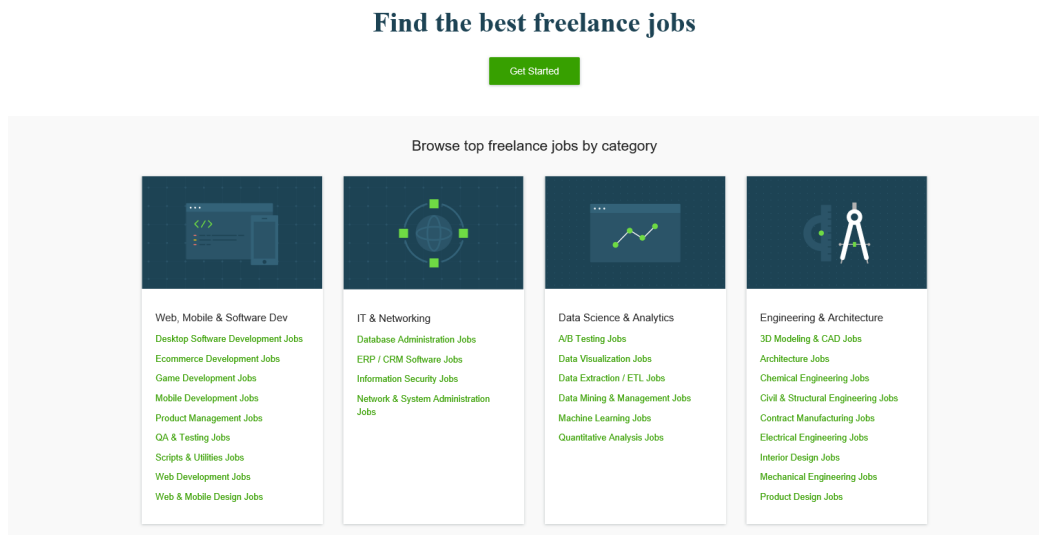 Find the best freelance jobs
Get Started
Browse top freelance jobs by category
</>
Web, Mobile & Software Dev
Desktop Software Development Jobs
Ecommerce Development Jobs
Game Development Jobs
Mobile Development Jobs
Product Management Jobs
QA & Testing Jobs
Scripts & Utilities Jobs
Web Development Jobs
Web & Mobile Design Jobs
IT & Networking
Database Administration Jobs
ERP / CRM Software Jobs
Information Security Jobs
Network & System Administration
Jobs
Data Science & Analytics
A/B Testing Jobs
Data Visualization Jobs
Data Extraction / ETL Jobs
Data Mining & Management Jobs
Machine Learning Jobs
Quantitative Analysis Jobs
Engineering & Architecture
3D Modeling & CAD Jobs
Architecture Jobs
Chemical Engineering Jobs
Civil & Structural Engineering Jobs
Contract Manufacturing Jobs
Electrical Engineering Jobs
Interior Design Jobs
Mechanical Engineering Jobs
Product Design Jobs